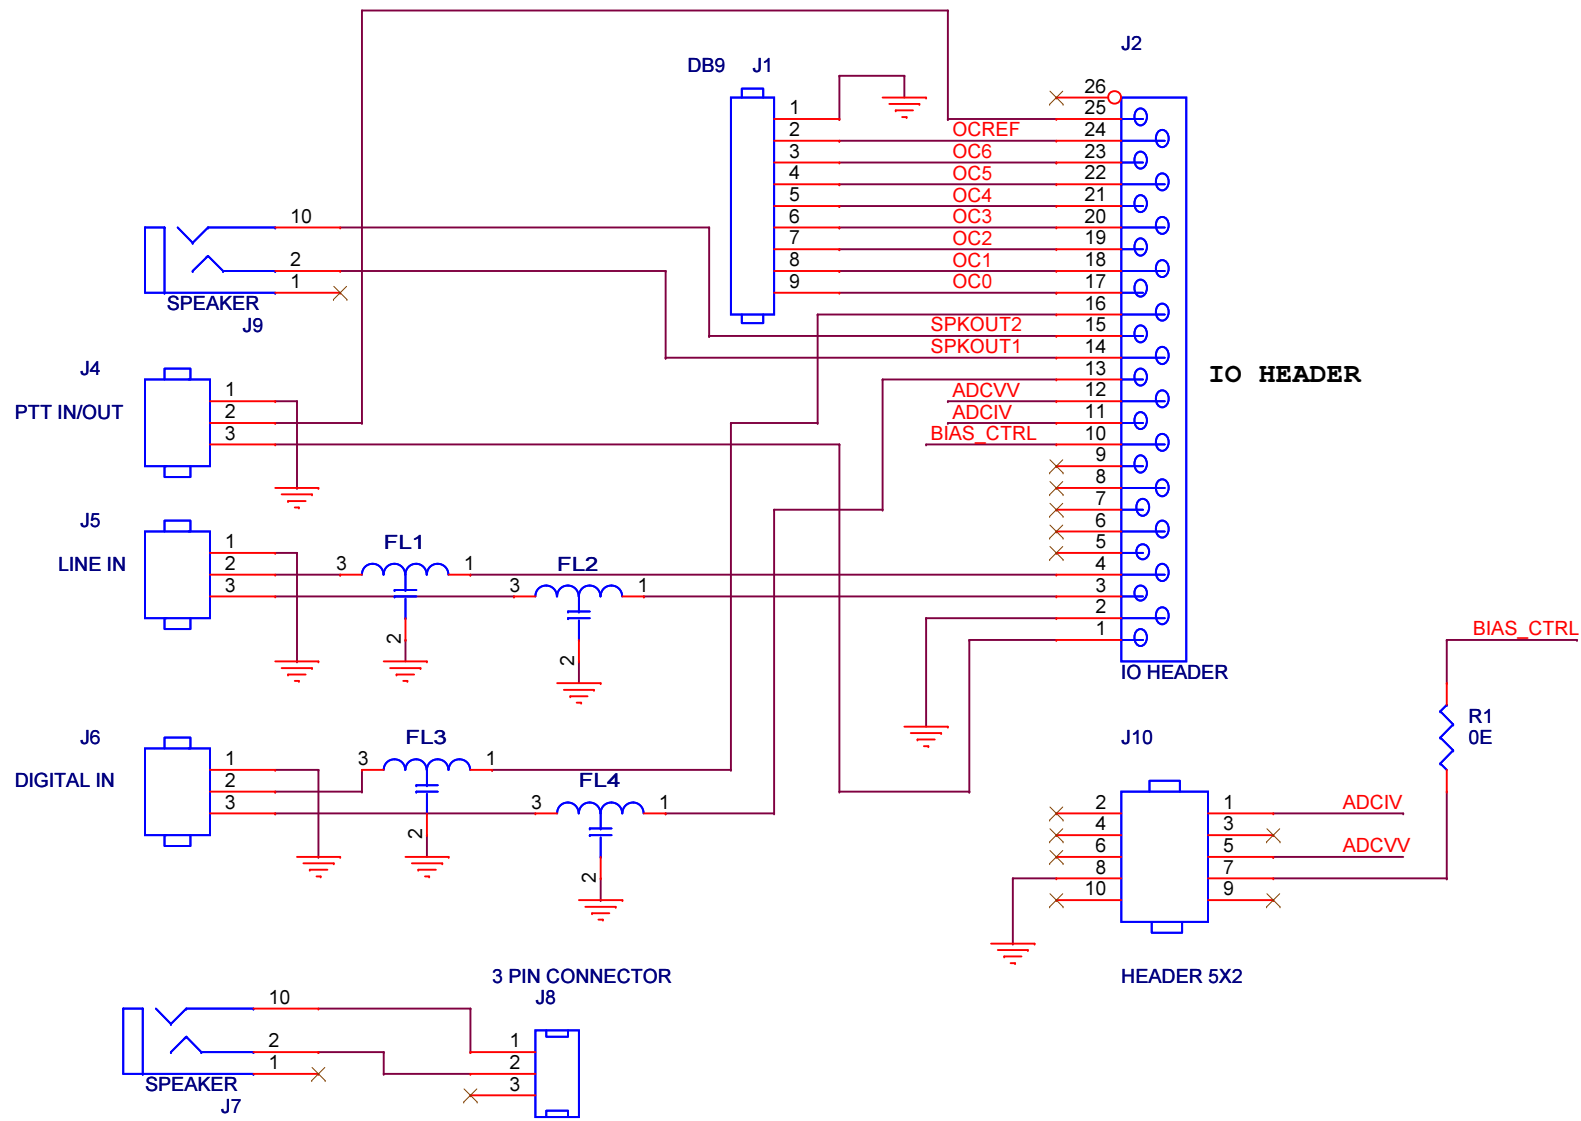 J2
DB9 J1
26
25
24
23
22
21
20
19
18
17
16
15
14
13
12
11
10
9
8
7
6
5
4
3
2
1
IO HEADER
IO HEADER
1
2
3
4
5
6
7
8
9
OCREF
OC6
OC5
OC4
OC3
OC2
OC1
OC0
SPKOUT2
SPKOUT1
ADCVV
ADCIV
BIAS_CTRL
10
2
1
SPEAKER
J9
J4
PTT IN/OUT
1
2
3
J5
LINE IN
1
2
3
FL1
3
1
2
FL2
3
1
2
J6
DIGITAL IN
1
2
3
FL3
3
1
2
FL4
3
1
2
BIAS_CTRL
R1
0E
J10
2
4
6
8
10
1
3
5
7
9
ADCIV
ADCVV
HEADER 5X2
3 PIN CONNECTOR
J8
1
2
3
10
2
1
SPEAKER
J7